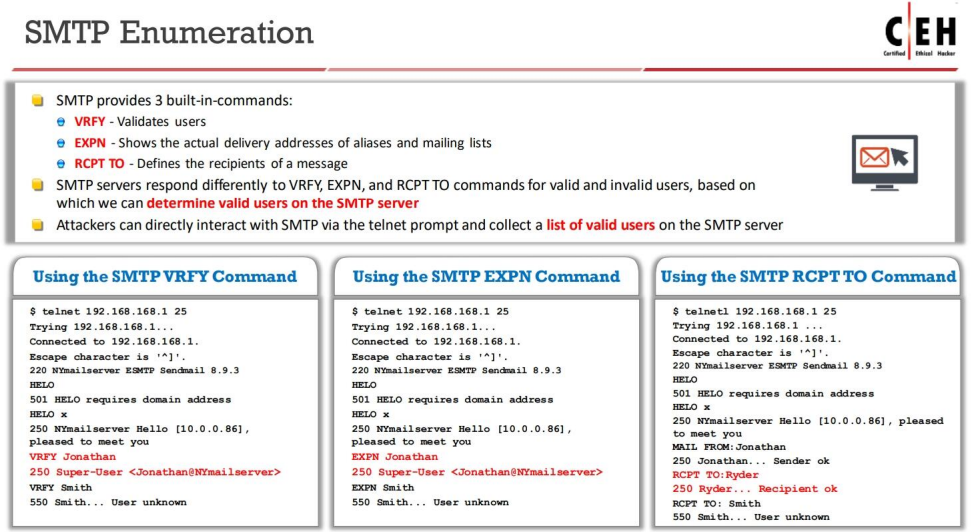 SMTP Enumeration
C|EH
Certified Ethical Hacker
SMTP provides 3 built-in-commands:
VRFY - Validates users
EXPN - Shows the actual delivery addresses of aliases and mailing lists
RCPT TO - Defines the recipients of a message
SMTP servers respond differently to VRFY, EXPN, and RCPT TO commands for valid and invalid users, based on
which we can determine valid users on the SMTP server
Attackers can directly interact with SMTP via the telnet prompt and collect a list of valid users on the SMTP server
Using the SMTP VRFY Command
$ telnet 192.168.168.1 25
Trying 192.168.168.1...
Connected to 192.168.168.1.
Escape character is '^]'.
220 NYmailserver ESMTP Sendmail 8.9.3
HELO
501 HELO requires domain address
HELO x
250 NYmailserver Hello [10.0.0.86],
pleased to meet you
VRFY Jonathan
250 Super-User <Jonathan@NYmailserver>
VRFY Smith
550 Smith... User unknown
Using the SMTP EXPN Command
$ telnet 192.168.168.1 25
Trying 192.168.168.1...
Connected to 192.168.168.1.
Escape character is '^]'.
220 NYmailserver ESMTP Sendmail 8.9.3
HELO
501 HELO requires domain address
HELO x
250 NYmailserver Hello [10.0.0.86],
pleased to meet you
EXPN Jonathan
250 Super-User <Jonathan@NYmailserver>
EXPN Smith
550 Smith... User unknown
Using the SMTP RCPT TO Command
$ telnetl 192.168.168.1 25
Trying 192.168.168.1 ...
Connected to 192.168.168.1.
Escape character is '^]'.
220 NYmailserver ESMTP Sendmail 8.9.3
HELO
501 HELO requires domain address
HELO x
250 NYmailserver Hello [10.0.0.86], pleased
to meet you
MAIL FROM:Jonathan
250 Jonathan... Sender ok
RCPT TO:Ryder
250 Ryder... Recipient ok
RCPT TO: Smith
550 Smith... User unknown